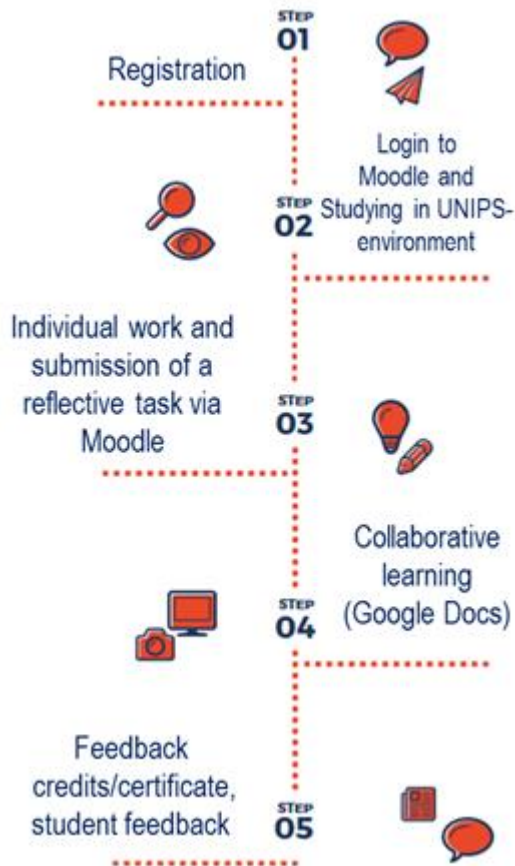 STEP
01
Registration
Login to
Moodle and
Studying in UNIPS-
environment
STEP
02
Individual work and
submission of a
reflective task via
Moodle
STEP
03
Collaborative
learning
(Google Docs)
STEP
04
Feedback
credits/certificate,
student feedback
STEP
05